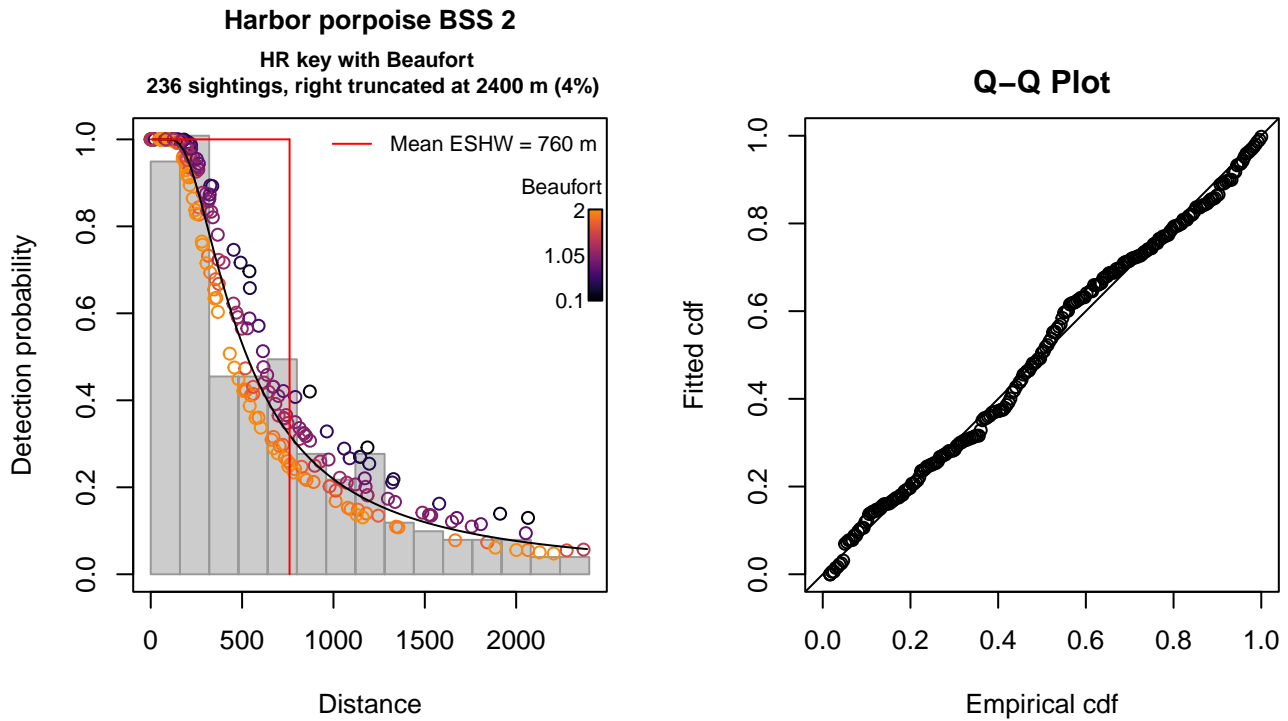 Harbor porpoise BSS 2
HR key with Beaufort
236 sightings, right truncated at 2400 m (4%)
Mean ESHW = 760 m
Beaufort
2
1.05
0.1
Detection probability
0.0 0.2 0.4 0.6 0.8 1.0
0 500 1000 1500 2000
Distance
Q−Q Plot
Fitted cdf
0.0 0.2 0.4 0.6 0.8 1.0
0.0 0.2 0.4 0.6 0.8 1.0
Empirical cdf